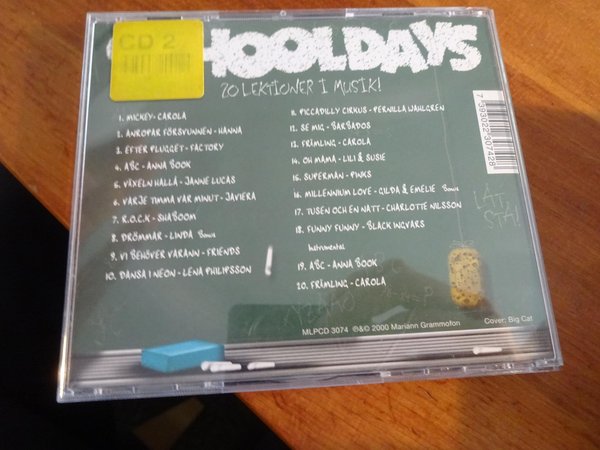 CD 2
HOOLDAYS
20 LEKTIONER I MUSIK!
1. MICKEY - CAROLA
2. ANROPAR FÖRSVUNNEN - HANNA
3. EFTER PLUGGET - FACTORY
4. ABC - ANNA BOOK
5. VÄXELN HALLÅ - JANNE LUCAS
6. VARJE TIMMA VAR MINUT - JAVIERA
7. R.O.C.K - SHABOOM
8. DRÖMMAR - LINDA Bonus
9. VI BEHÖVER VARANN - FRIENDS
10. DANSA I NEON - LENA PHILIPSSON
11. PICCADILLY CIRKUS - PERNILLA WAHLGREN
12. SE MIG - BARBADOS
13. FRÄMLING - CAROLA
14. OH MAMA - LILI & SUSIE
15. SUPERMAN - PINKS
16. MILLENNIUM LOVE - GILDA & EMELIE Bonus
17. TUSEN OCH EN NATT - CHARLOTTE NILSSON
18. FUNNY FUNNY - BLACK INGVARS
Instrumental
19. ABC - ANNA BOOK
20. FRÄMLING - CAROLA
7 393022 307428
MLPCD 3074 ℗&© 2000 Mariann Grammofon
Cover: Big Cat